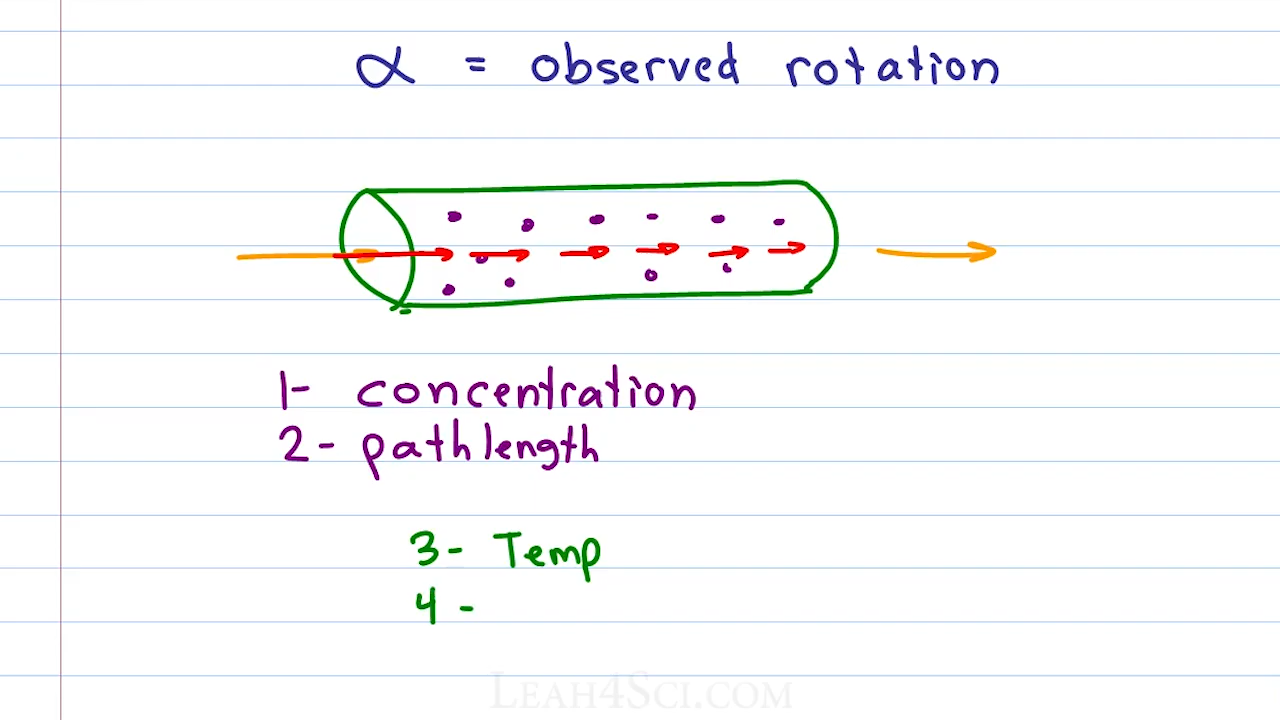 α = observed rotation
1- concentration
2- pathlength
3- Temp
4 -
LEAH4SCI.COM